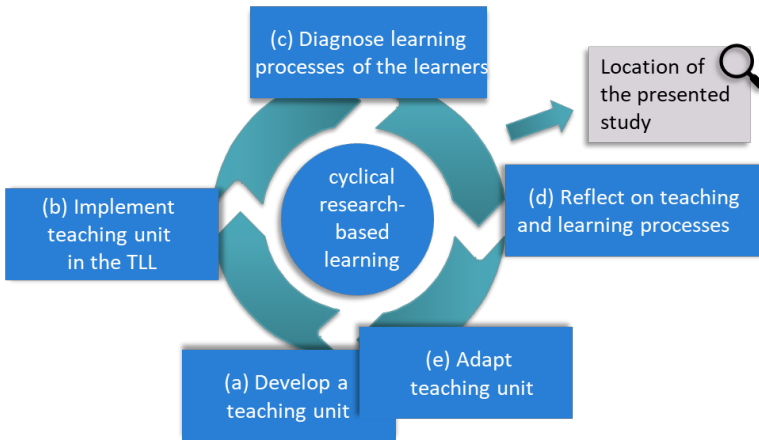 (c) Diagnose learning
processes of the learners
Location of
the presented
study
cyclical
research-
based
learning
(b) Implement
teaching unit
in the TLL
(d) Reflect on teaching
and learning processes
(a) Develop a
teaching unit
(e) Adapt
teaching unit